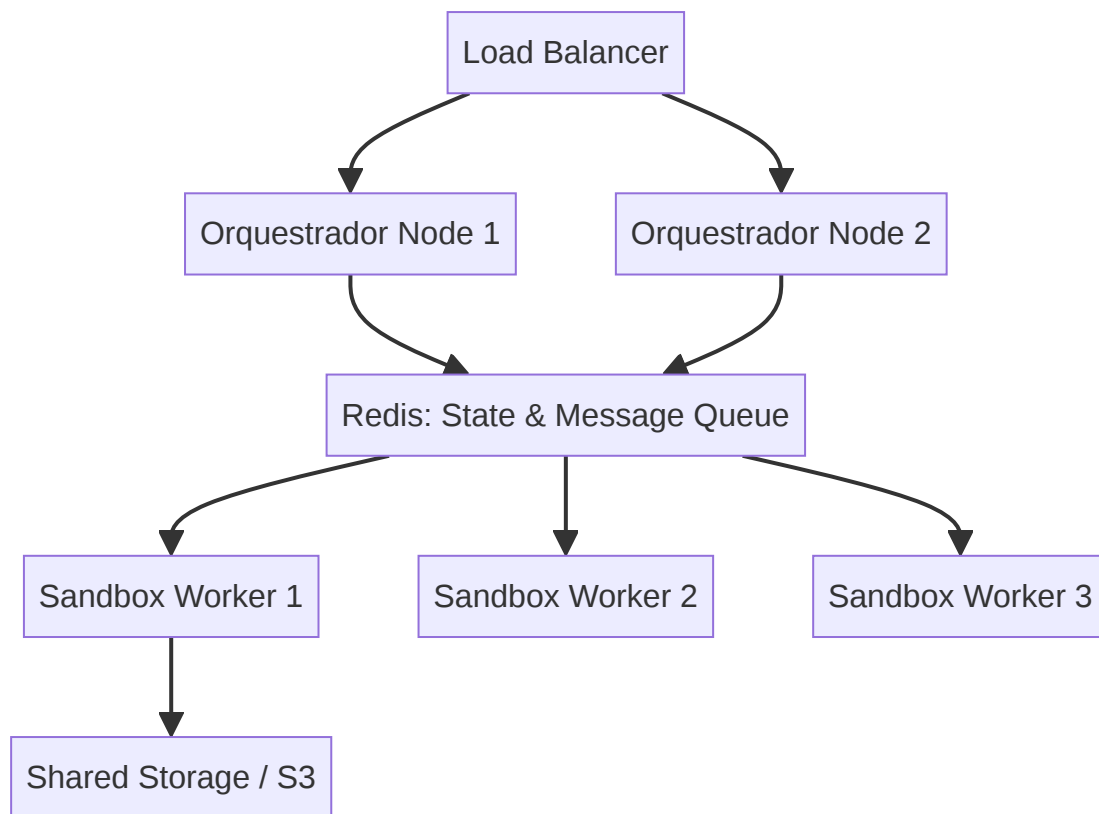 Load Balancer
Orquestrador Node 1
Orquestrador Node 2
Redis: State & Message Queue
Sandbox Worker 1
Sandbox Worker 2
Sandbox Worker 3
Shared Storage / S3